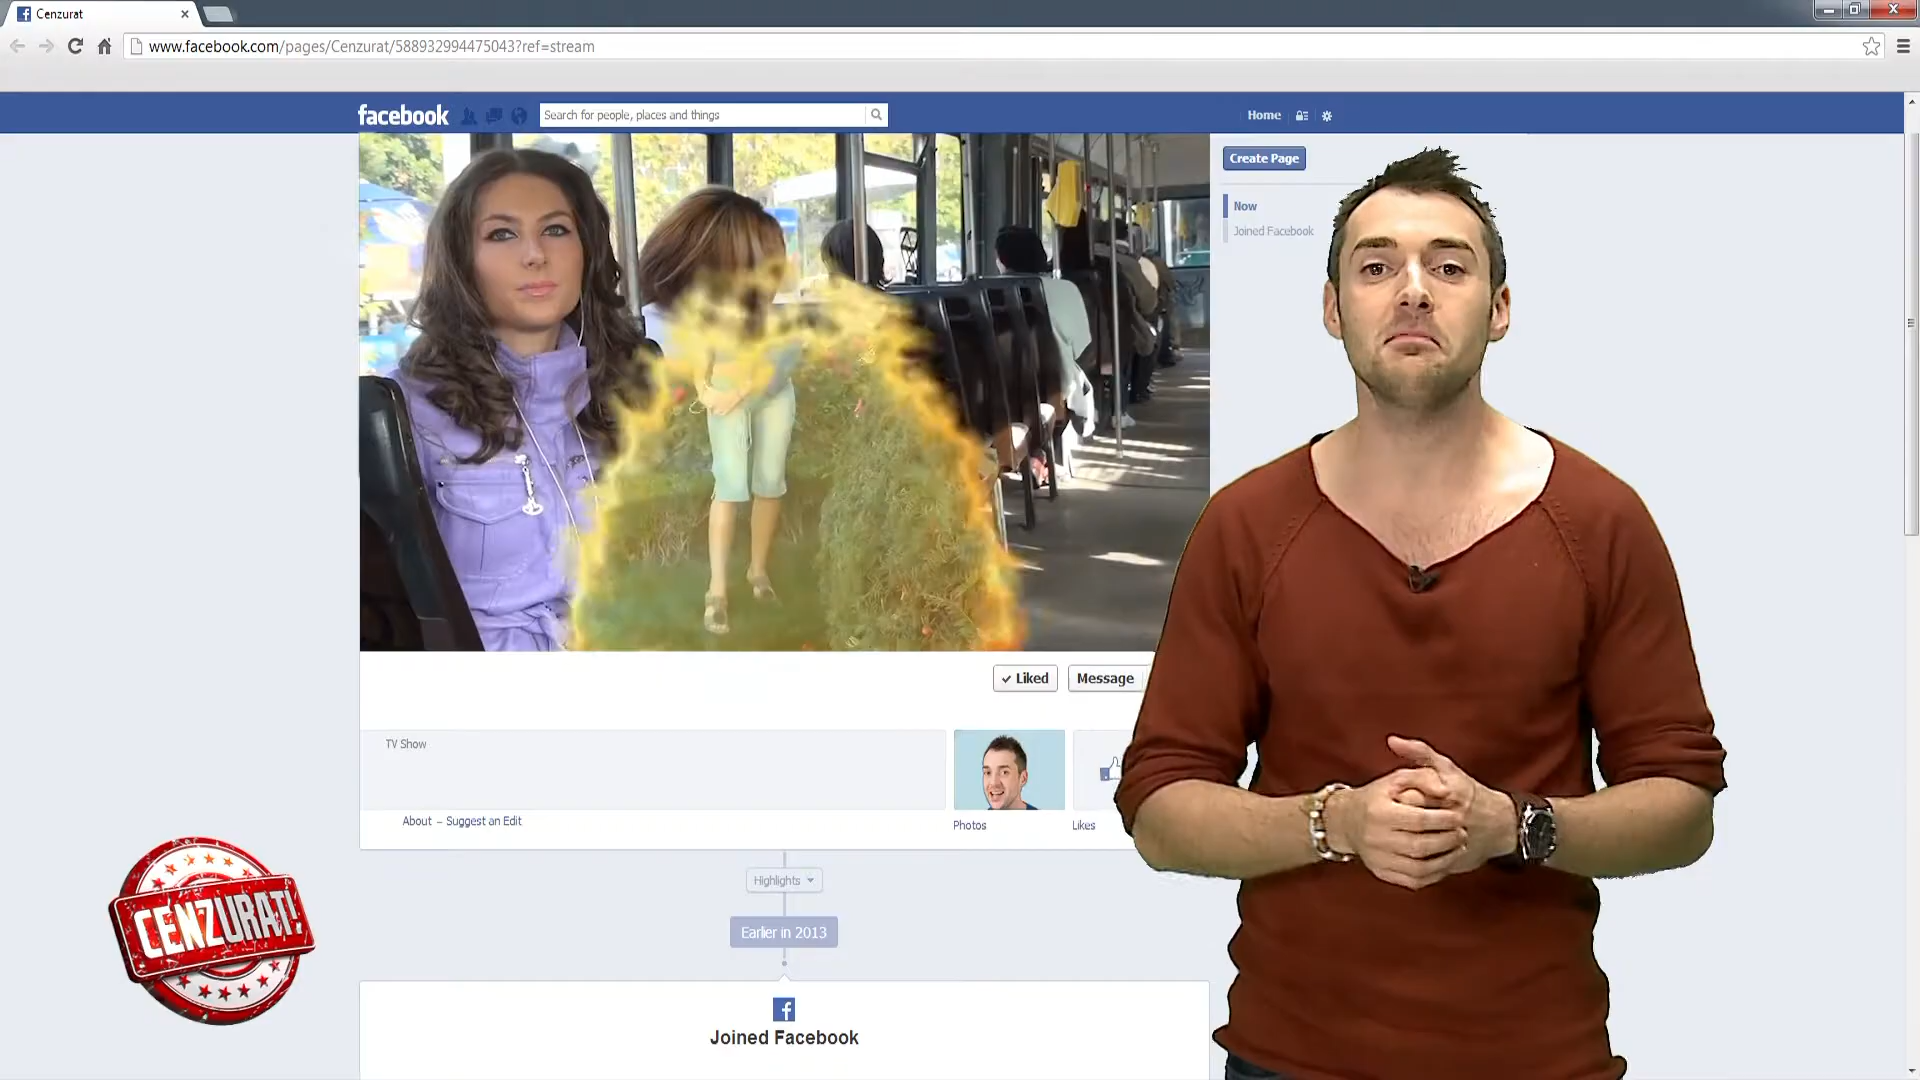 Cenzurat
www.facebook.com/pages/Cenzurat/588932994475043?ref=stream
facebook
Search for people, places and things
Home
Create Page
Now
Joined Facebook
Liked
Message
TV Show
About – Suggest an Edit
Photos
Likes
Highlights
CENZURAT!
Earlier in 2013
Joined Facebook